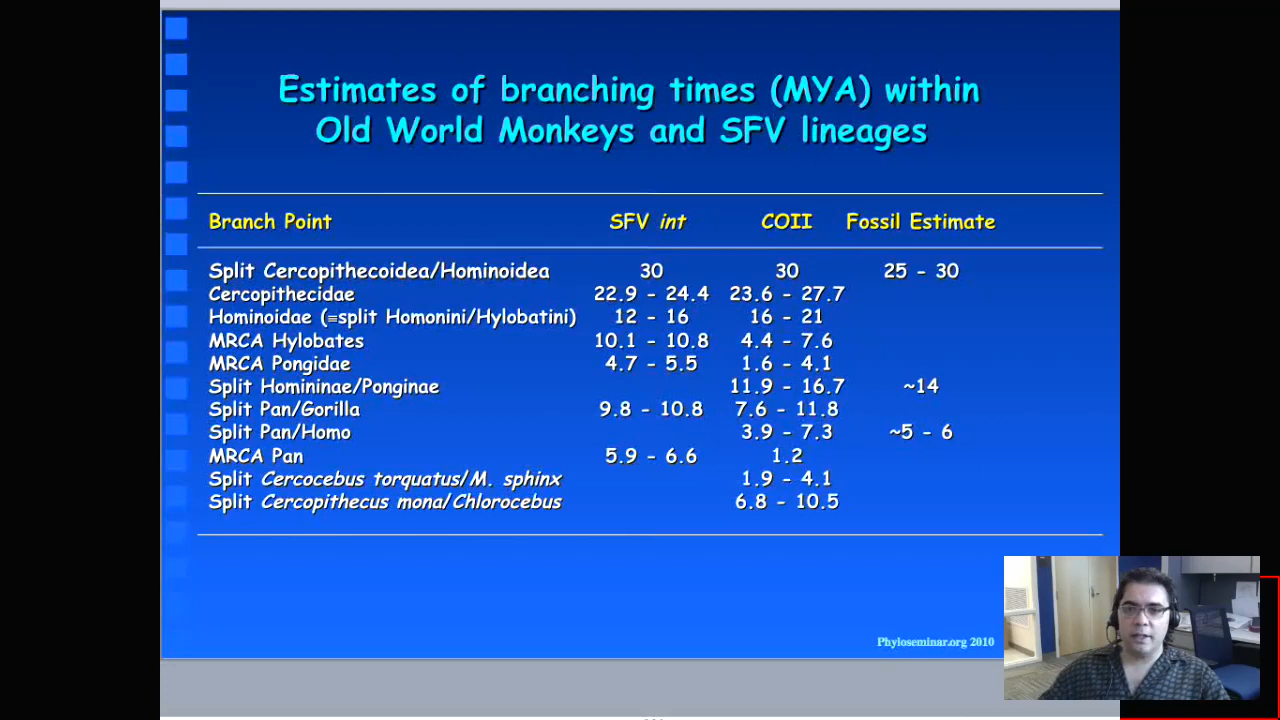 Estimates of branching times (MYA) within
Old World Monkeys and SFV lineages
Branch Point SFV int COII Fossil Estimate
Split Cercopithecoidea/Hominoidea 30 30 25 - 30
Cercopithecidae 22.9 - 24.4 23.6 - 27.7
Hominoidae (≡split Homonini/Hylobatini) 12 - 16 16 - 21
MRCA Hylobates 10.1 - 10.8 4.4 - 7.6
MRCA Pongidae 4.7 - 5.5 1.6 - 4.1
Split Homininae/Ponginae 11.9 - 16.7 ~14
Split Pan/Gorilla 9.8 - 10.8 7.6 - 11.8
Split Pan/Homo 3.9 - 7.3 ~5 - 6
MRCA Pan 5.9 - 6.6 1.2
Split Cercocebus torquatus/M. sphinx 1.9 - 4.1
Split Cercopithecus mona/Chlorocebus 6.8 - 10.5
Phyloseminar.org 2010